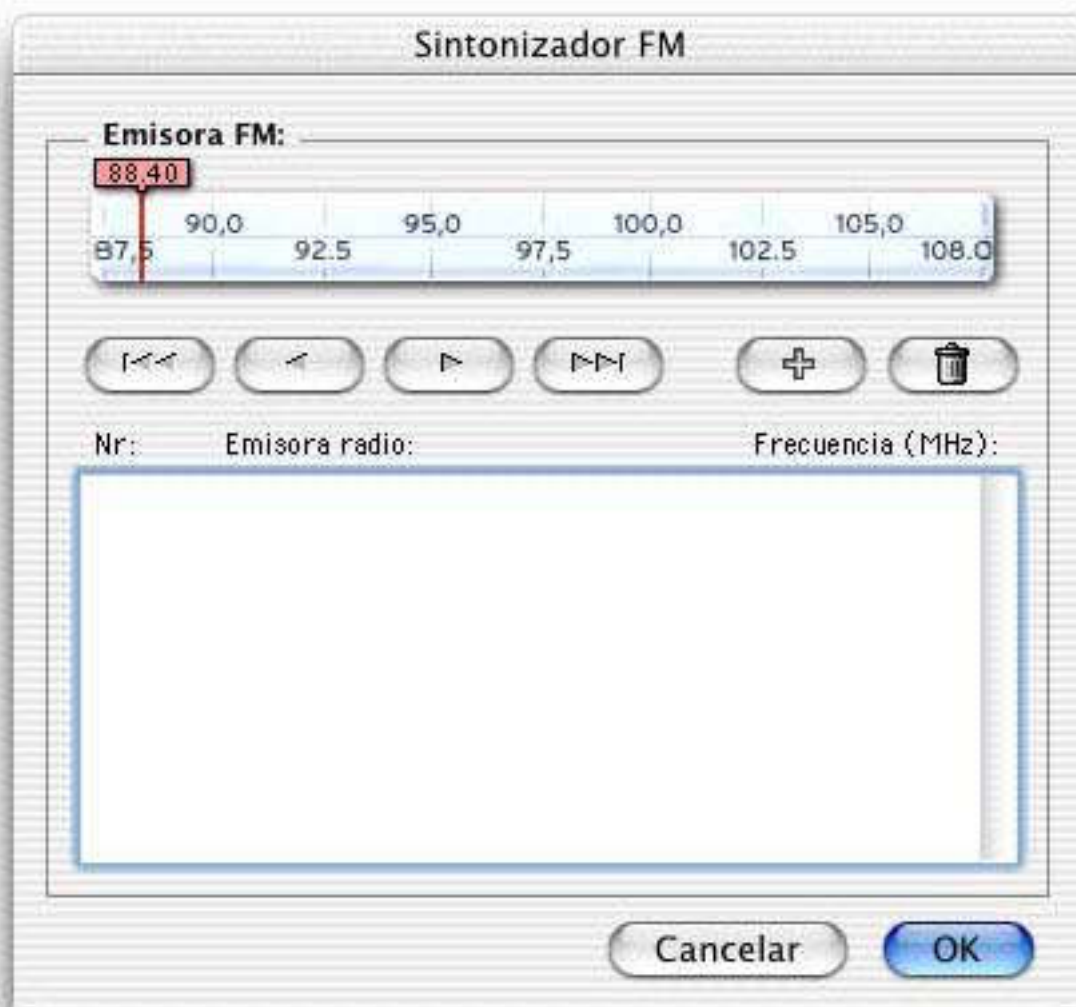 Sintonizador FM
Emisora FM:
88,40
90,0 95,0 100,0 105,0
87,5 92.5 97,5 102.5 108.0
Nr: Emisora radio: Frecuencia (MHz):
Cancelar OK